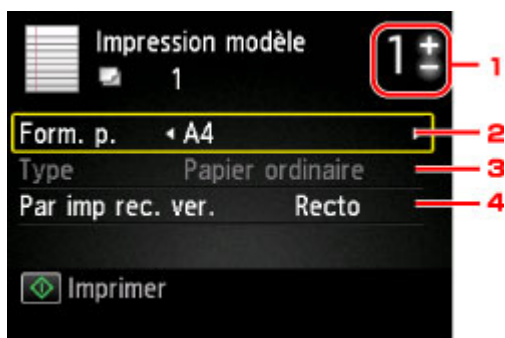 Impression modèle
1
1 + -
1
Form. p. A4
2
Type Papier ordinaire
3
Par imp rec. ver. Recto
4
Imprimer